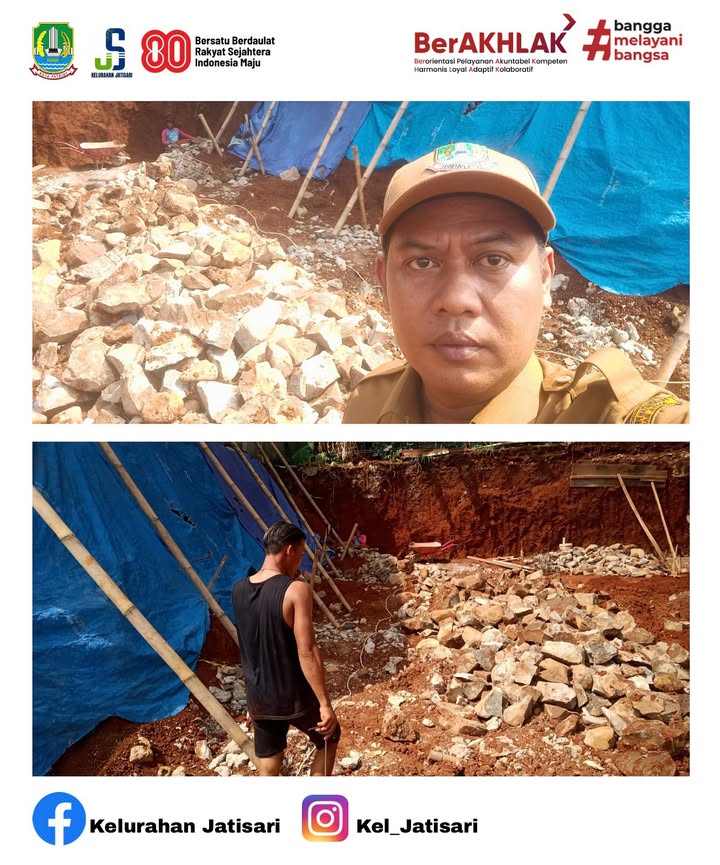 80
Bersatu Berdaulat
Rakyat Sejahtera
Indonesia Maju
KELURAHAN JATISARI
BerAKHLAK
Berorientasi Pelayanan Akuntabel Kompeten
Harmonis Loyal Adaptif Kolaboratif
#bangga
melayani
bangsa
Kelurahan Jatisari
Kel_Jatisari